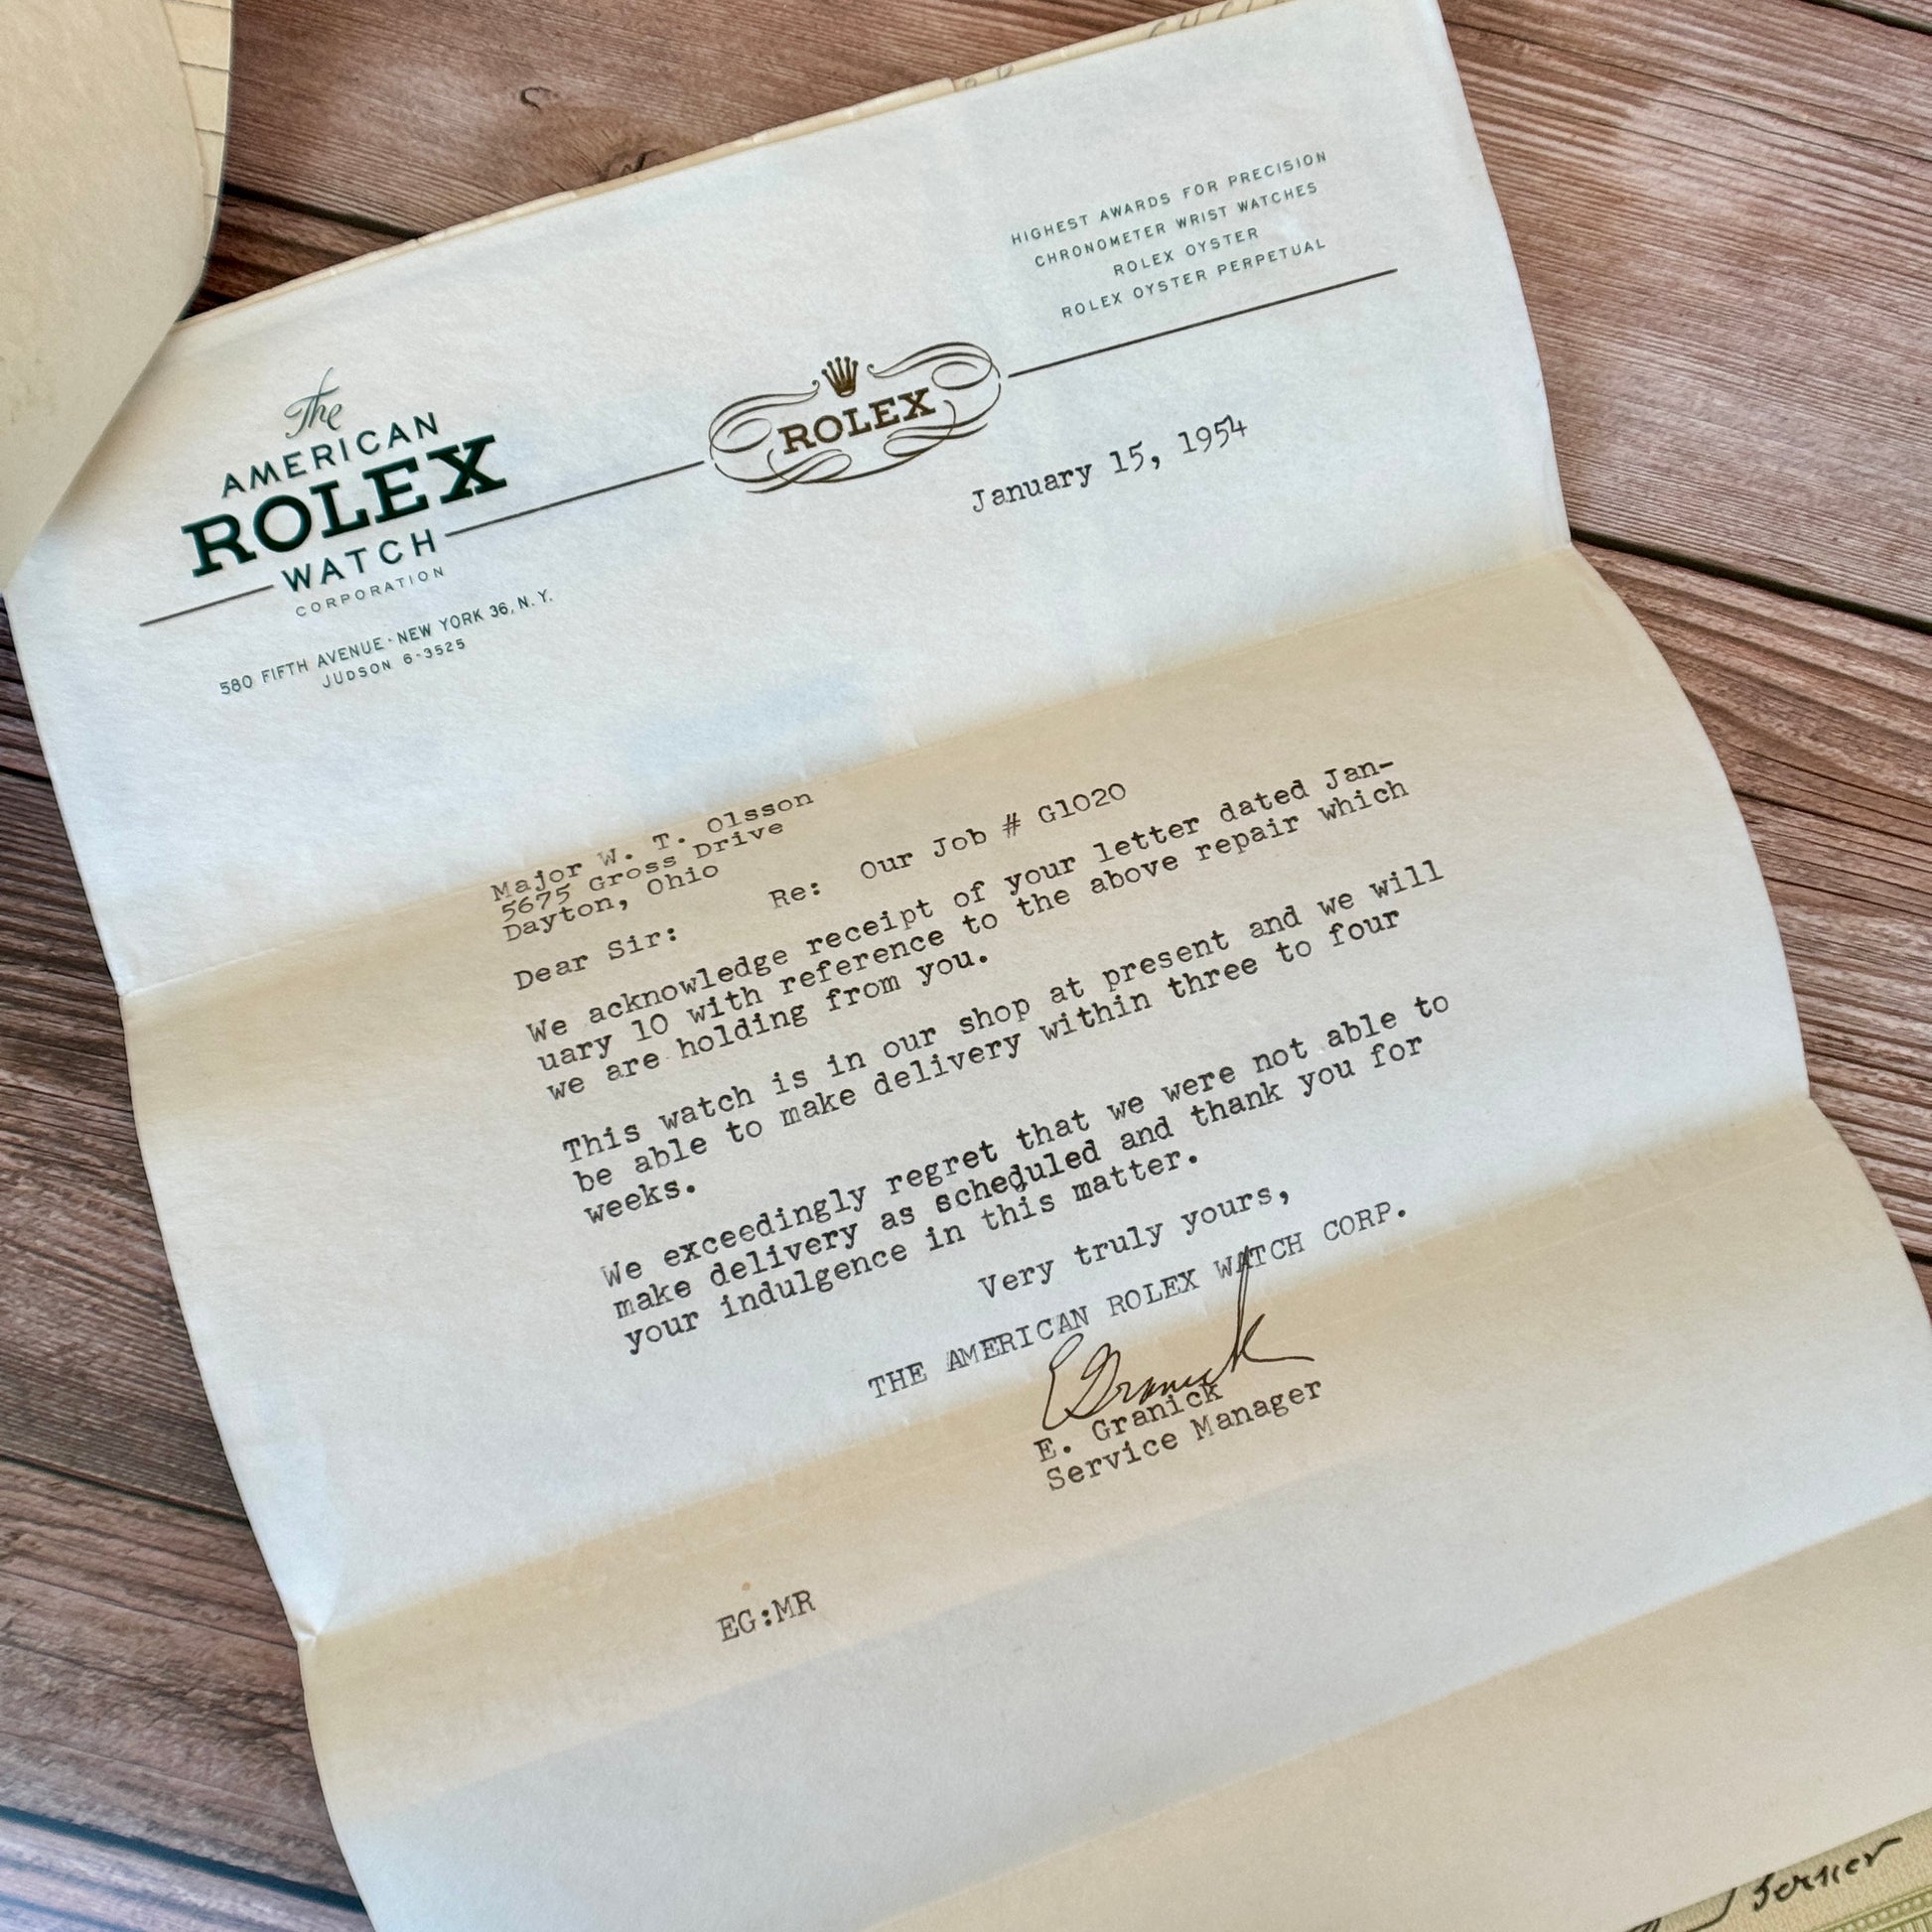 The
AMERICAN
ROLEX
WATCH
CORPORATION
580 FIFTH AVENUE · NEW YORK 36, N. Y.
JUDSON 6-3525
ROLEX
HIGHEST AWARDS FOR PRECISION
CHRONOMETER WRIST WATCHES
ROLEX OYSTER
ROLEX OYSTER PERPETUAL
January 15, 1954
Major W. T. Olsson
5675 Gross Drive
Dayton, Ohio
Re: Our Job # G1020
Dear Sir:
We acknowledge receipt of your letter dated Jan-
uary 10 with reference to the above repair which
we are holding from you.
This watch is in our shop at present and we will
be able to make delivery within three to four
weeks.
We exceedingly regret that we were not able to
make delivery as scheduled and thank you for
your indulgence in this matter.
Very truly yours,
THE AMERICAN ROLEX WATCH CORP.
E Granick
E. Granick
Service Manager
EG:MR